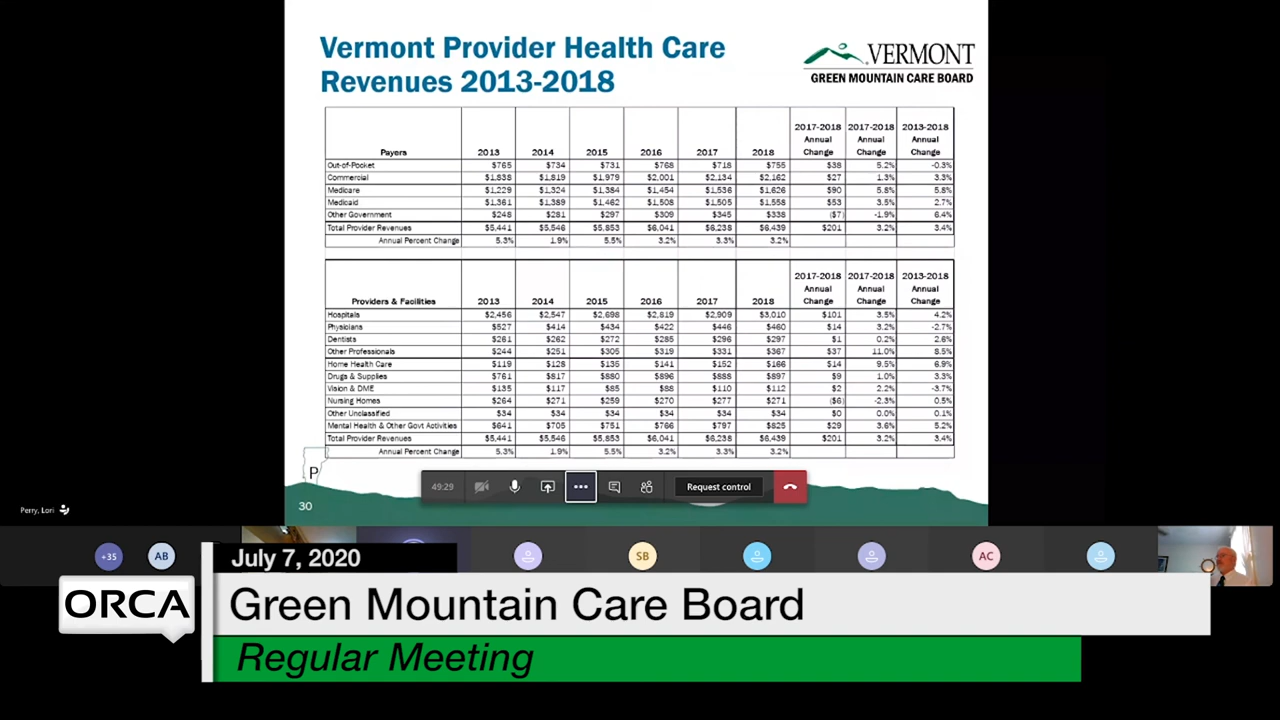 Vermont Provider Health Care
Revenues 2013-2018
VERMONT
GREEN MOUNTAIN CARE BOARD
Payers 2013 2014 2015 2016 2017 2018 2017-2018 Annual Change 2017-2018 Annual Change 2013-2018 Annual Change
Out-of-Pocket $765 $734 $731 $768 $718 $755 $38 5.2% -0.3%
Commercial $1,838 $1,819 $1,979 $2,001 $2,134 $2,162 $27 1.3% 3.3%
Medicare $1,229 $1,324 $1,384 $1,454 $1,536 $1,626 $90 5.8% 5.8%
Medicaid $1,361 $1,389 $1,462 $1,508 $1,505 $1,558 $53 3.5% 2.7%
Other Government $248 $281 $297 $309 $345 $338 ($7) -1.9% 6.4%
Total Provider Revenues $5,441 $5,546 $5,853 $6,041 $6,238 $6,439 $201 3.2% 3.4%
Annual Percent Change 5.3% 1.9% 5.5% 3.2% 3.3% 3.2%
Providers & Facilities 2013 2014 2015 2016 2017 2018 2017-2018 Annual Change 2017-2018 Annual Change 2013-2018 Annual Change
Hospitals $2,456 $2,547 $2,698 $2,819 $2,909 $3,010 $101 3.5% 4.2%
Physicians $527 $414 $434 $422 $446 $460 $14 3.2% -2.7%
Dentists $261 $262 $272 $285 $296 $297 $1 0.2% 2.6%
Other Professionals $244 $251 $305 $319 $331 $367 $37 11.0% 8.5%
Home Health Care $119 $128 $135 $141 $152 $166 $14 9.5% 6.9%
Drugs & Supplies $761 $817 $880 $896 $888 $897 $9 1.0% 3.3%
Vision & DME $135 $117 $85 $88 $110 $112 $2 2.2% -3.7%
Nursing Homes $264 $271 $259 $270 $277 $271 ($6) -2.3% 0.5%
Other Unclassified $34 $34 $34 $34 $34 $34 $0 0.0% 0.1%
Mental Health & Other Govt Activities $641 $705 $751 $766 $797 $825 $29 3.6% 5.2%
Total Provider Revenues $5,441 $5,546 $5,853 $6,041 $6,238 $6,439 $201 3.2% 3.4%
Annual Percent Change 5.3% 1.9% 5.5% 3.2% 3.3% 3.2%
P
49:29
Request control
30
Perry, Lori
+35 AB SB AC
July 7, 2020
ORCA
Green Mountain Care Board
Regular Meeting